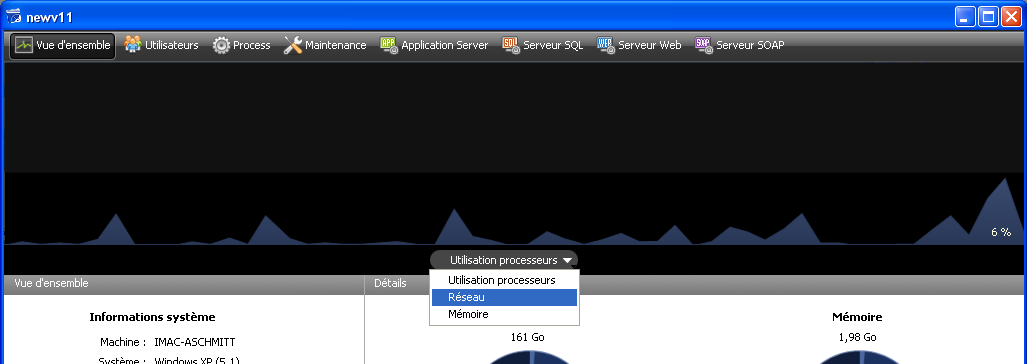 newv11
Vue d'ensemble Utilisateurs Process Maintenance Application Server Serveur SQL Serveur Web Serveur SOAP
6 %
Utilisation processeurs
Vue d'ensemble Détails
Utilisation processeurs
Réseau
Mémoire
Informations système Mémoire
161 Go 1,98 Go
Machine : IMAC-ASCHMITT
Système : Windows XP (5.1)